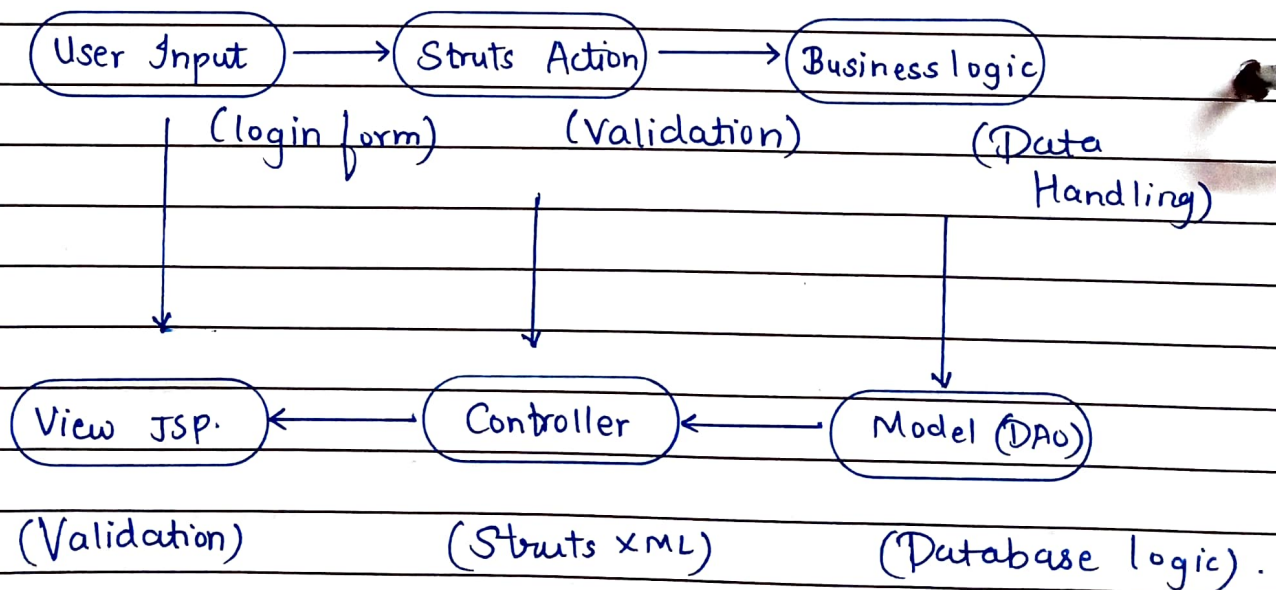 User Input Struts Action Business logic
(login form) (Validation) (Data
Handling)
View JSP. Controller Model (DAO)
(Validation) (Struts XML) (Database logic).